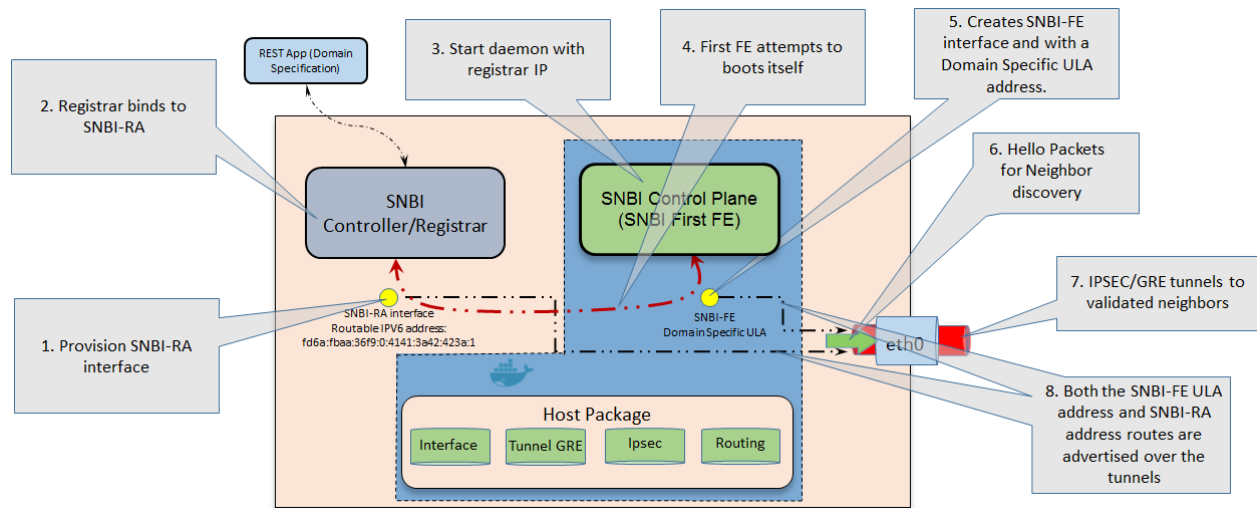 REST App (Domain
Specification)
2. Registrar binds to
SNBI-RA
3. Start daemon with
registrar IP
4. First FE attempts to
boots itself
5. Creates SNBI-FE
interface and with a
Domain Specific ULA
address.
6. Hello Packets
for Neighbor
discovery
SNBI
Controller/Registrar
SNBI Control Plane
(SNBI First FE)
7. IPSEC/GRE tunnels to
validated neighbors
1. Provision SNBI-RA
interface
SNBI-RA interface
Routable IPV6 address:
fd6a:fbaa:36f9:0:4141:3a42:423a:1
SNBI-FE
Domain Specific ULA
eth0
8. Both the SNBI-FE ULA
address and SNBI-RA
address routes are
advertised over the
tunnels
Host Package
Interface
Tunnel GRE
Ipsec
Routing